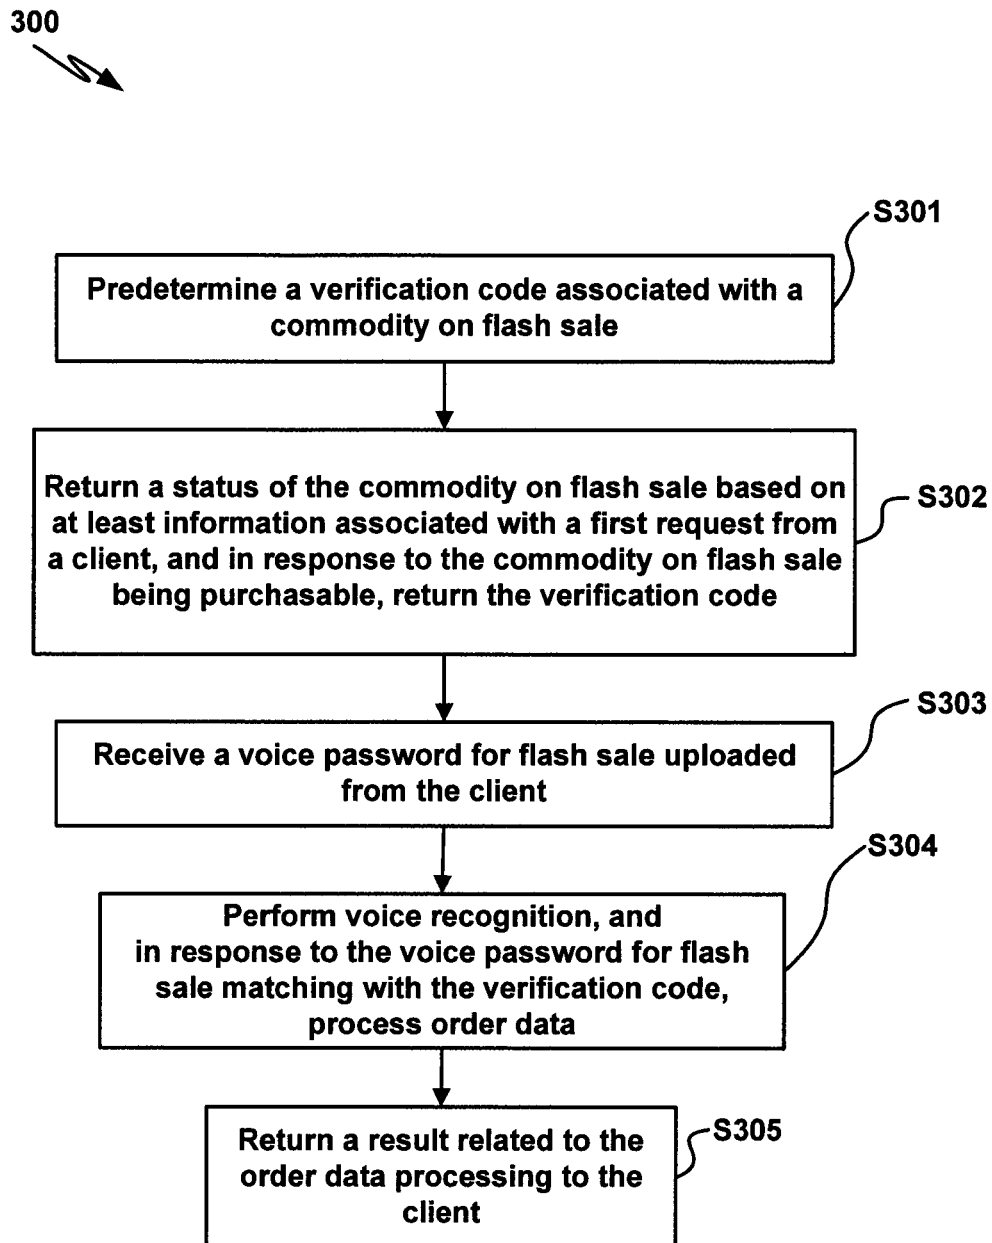 300
S301
Predetermine a verification code associated with a
commodity on flash sale
S302
Return a status of the commodity on flash sale based on
at least information associated with a first request from
a client, and in response to the commodity on flash sale
being purchasable, return the verification code
S303
Receive a voice password for flash sale uploaded
from the client
S304
Perform voice recognition, and
in response to the voice password for flash
sale matching with the verification code,
process order data
S305
Return a result related to the
order data processing to the
client